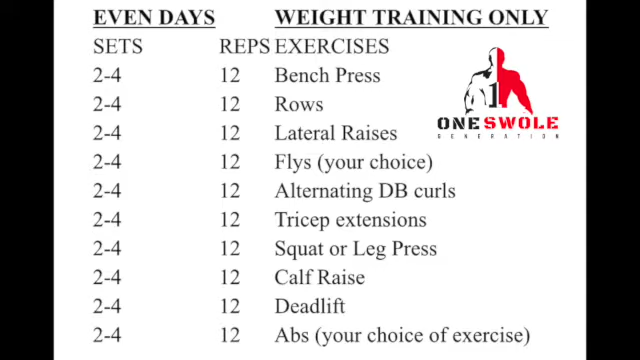 EVEN DAYS WEIGHT TRAINING ONLY
SETS REPS EXERCISES
2-4 12 Bench Press
2-4 12 Rows
2-4 12 Lateral Raises
2-4 12 Flys (your choice)
2-4 12 Alternating DB curls
2-4 12 Tricep extensions
2-4 12 Squat or Leg Press
2-4 12 Calf Raise
2-4 12 Deadlift
2-4 12 Abs (your choice of exercise)
1
ONE SWOLE
GENERATION